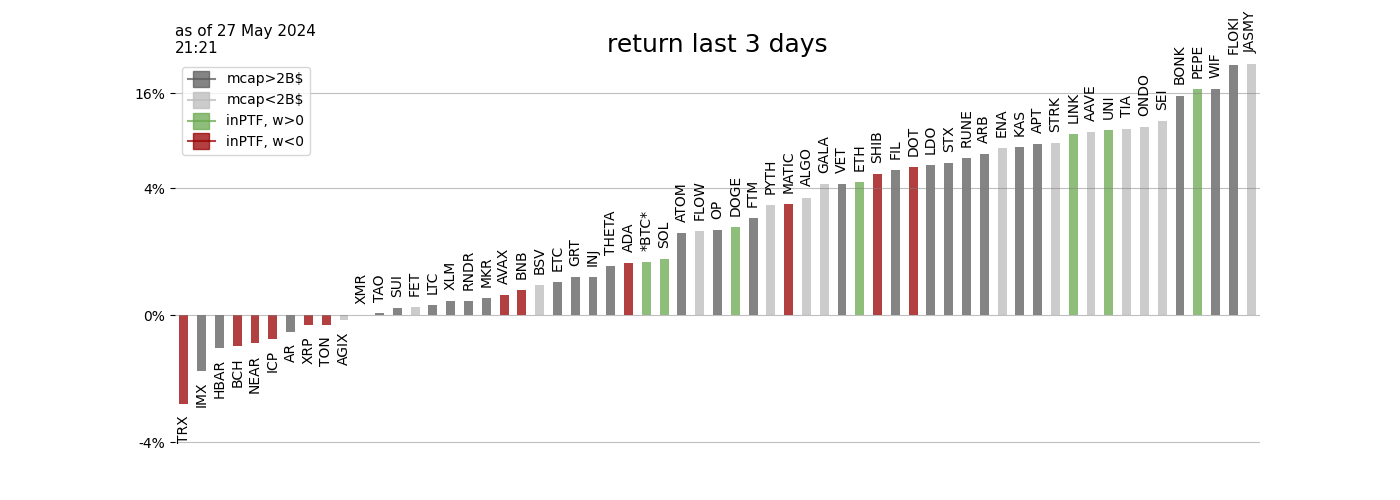 as of 27 May 2024
21:21
return last 3 days
mcap>2B$
mcap<2B$
inPTF, w>0
inPTF, w<0
16%
4%
0%
-4%
TRX
IMX
HBAR
BCH
NEAR
ICP
AR
XRP
TON
AGIX
XMR
TAO
SUI
FET
LTC
XLM
RNDR
MKR
AVAX
BNB
BSV
ETC
GRT
INJ
THETA
ADA
*BTC*
SOL
ATOM
FLOW
OP
DOGE
FTM
PYTH
MATIC
ALGO
GALA
VET
ETH
SHIB
FIL
DOT
LDO
STX
RUNE
ARB
ENA
KAS
APT
STRK
LINK
AAVE
UNI
TIA
ONDO
SEI
BONK
PEPE
WIF
FLOKI
JASMY